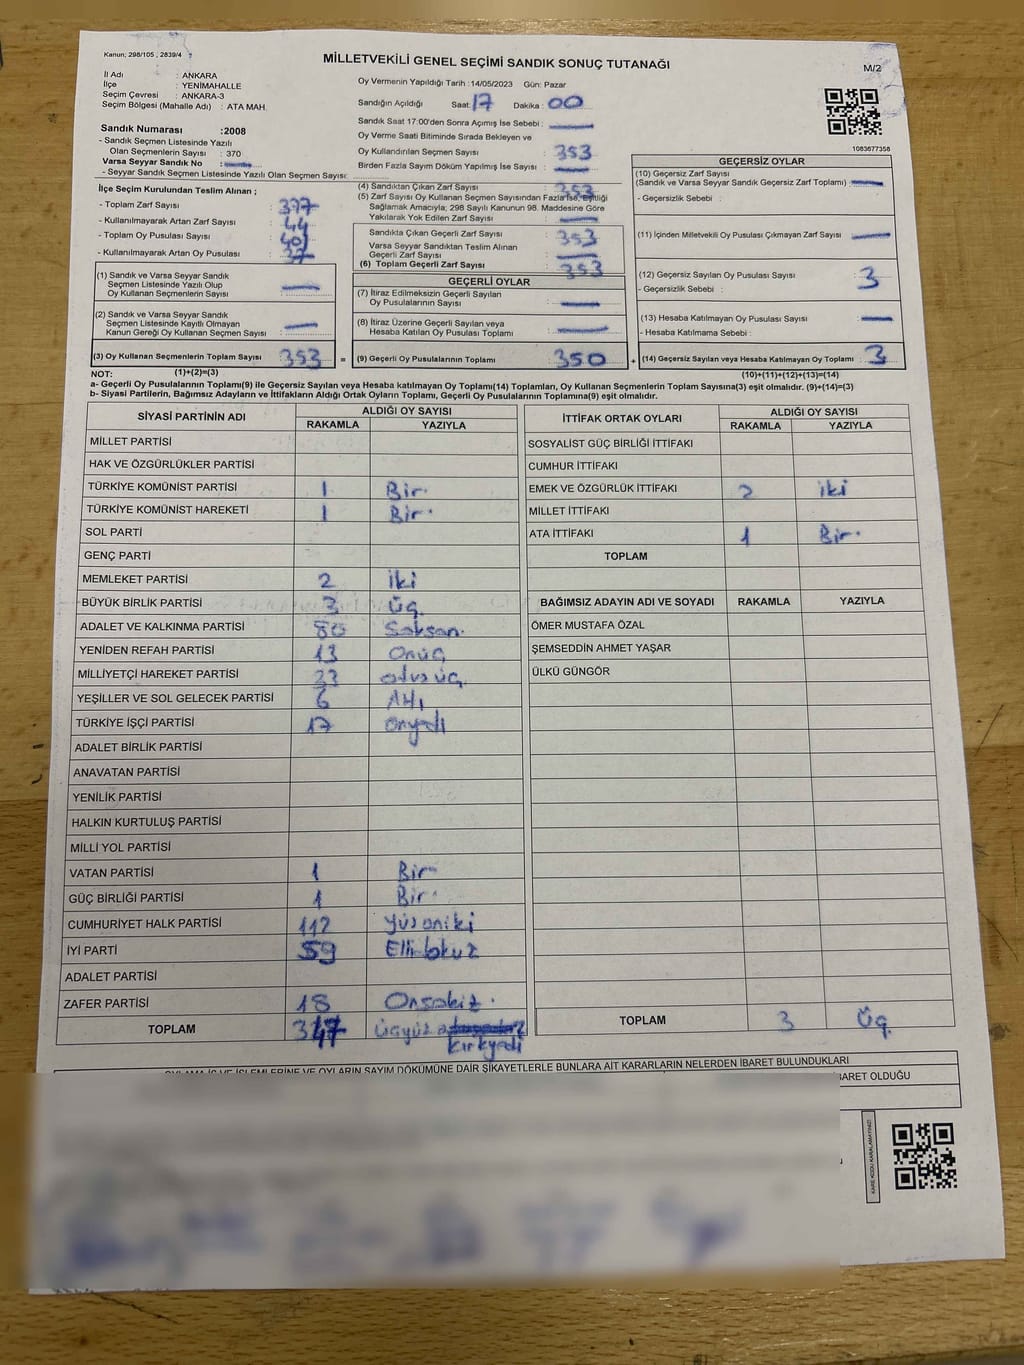 Kanun; 298/105 , 2839/4
MİLLETVEKİLİ GENEL SEÇİMİ SANDIK SONUÇ TUTANAĞI
M/2
İl Adı : ANKARA
İlçe : YENIMAHALLE
Seçim Çevresi : ANKARA-3
Seçim Bölgesi (Mahalle Adı) : ATA MAH.
Oy Vermenin Yapıldığı Tarih :14/05/2023 Gün: Pazar
Sandığın Açıldığı Saat: 17 Dakika : 00
Sandık Saat 17:00'den Sonra Açmış İse Sebebi :
Oy Verme Saati Bitiminde Sırada Bekleyen ve
Oy Kullandırılan Seçmen Sayısı : 353
Birden Fazla Sayım Döküm Yapılmış İse Sayısı :
1083677358
Sandık Numarası :2008
- Sandık Seçmen Listesinde Yazılı
Olan Seçmenlerin Sayısı : 370
Varsa Seyyar Sandık No :
- Seyyar Sandık Seçmen Listesinde Yazılı Olan Seçmen Sayısı:
İlçe Seçim Kurulundan Teslim Alınan ;
- Toplam Zarf Sayısı : 397
- Kullanılmayarak Artan Zarf Sayısı : 44
- Toplam Oy Pusulası Sayısı : 401
- Kullanılmayarak Artan Oy Pusulası :
(1) Sandık ve Varsa Seyyar Sandık
Seçmen Listesinde Yazılı Olup
Oy Kullanan Seçmenlerin Sayısı :
(2) Sandık ve Varsa Seyyar Sandık
Seçmen Listesinde Kayıtlı Olmayan
Kanun Gereği Oy Kullanan Seçmen Sayısı :
(3) Oy Kullanan Seçmenlerin Toplam Sayısı : 353 =
(4) Sandıktan Çıkan Zarf Sayısı : 353
(5) Zarf Sayısı Oy Kullanan Seçmen Sayısından Fazla İse, Eşitliği
Sağlamak Amacıyla; 298 Sayılı Kanunun 98. Maddesine Göre
Yakılarak Yok Edilen Zarf Sayısı :
Sandıkta Çıkan Geçerli Zarf Sayısı : 353
Varsa Seyyar Sandıktan Teslim Alınan
Geçerli Zarf Sayısı :
(6) Toplam Geçerli Zarf Sayısı : 353
GEÇERLİ OYLAR
(7) İtiraz Edilmeksizin Geçerli Sayılan
Oy Pusulalarının Sayısı :
(8) İtiraz Üzerine Geçerli Sayılan veya
Hesaba Katılan Oy Pusulası Toplamı :
(9) Geçerli Oy Pusulalarının Toplamı : 350 +
GEÇERSİZ OYLAR
(10) Geçersiz Zarf Sayısı
(Sandık ve Varsa Seyyar Sandık Geçersiz Zarf Toplamı) :
- Geçersizlik Sebebi :
(11) İçinden Milletvekili Oy Pusulası Çıkmayan Zarf Sayısı :
(12) Geçersiz Sayılan Oy Pusulası Sayısı : 3
- Geçersizlik Sebebi :
(13) Hesaba Katılmayan Oy Pusulası Sayısı :
- Hesaba Katılmama Sebebi :
(14) Geçersiz Sayılan veya Hesaba Katılmayan Oy Toplamı : 3
NOT: (1)+(2)=(3) (10)+(11)+(12)+(13)=(14)
a- Geçerli Oy Pusulalarının Toplamı(9) ile Geçersiz Sayılan veya Hesaba katılmayan Oy Toplamı(14) Toplamları, Oy Kullanan Seçmenlerin Toplam Sayısına(3) eşit olmalıdır. (9)+(14)=(3)
b- Siyasi Partilerin, Bağımsız Adayların ve İttifakların Aldığı Ortak Oyların Toplamı, Geçerli Oy Pusulalarının Toplamına(9) eşit olmalıdır.
SİYASİ PARTİNİN ADI ALDIĞI OY SAYISI
RAKAMLA YAZIYLA
MİLLET PARTİSİ
HAK VE ÖZGÜRLÜKLER PARTİSİ
TÜRKİYE KOMÜNİST PARTİSİ 1 Bir.
TÜRKİYE KOMÜNİST HAREKETİ 1 Bir.
SOL PARTİ
GENÇ PARTİ
MEMLEKET PARTİSİ 2 iki
BÜYÜK BİRLİK PARTİSİ 3 üç
ADALET VE KALKINMA PARTİSİ 80 Seksen.
YENİDEN REFAH PARTİSİ 13 Onüç
MİLLİYETÇİ HAREKET PARTİSİ 33 otuzüç
YEŞİLLER VE SOL GELECEK PARTİSİ 6 Altı
TÜRKİYE İŞÇİ PARTİSİ 17 onyedi
ADALET BİRLİK PARTİSİ
ANAVATAN PARTİSİ
YENİLİK PARTİSİ
HALKIN KURTULUŞ PARTİSİ
MİLLİ YOL PARTİSİ
VATAN PARTİSİ 1 Bir
GÜÇ BİRLİĞİ PARTİSİ 1 Bir
CUMHURİYET HALK PARTİSİ 112 yüzoniki
İYİ PARTİ 59 Ellidokuz
ADALET PARTİSİ
ZAFER PARTİSİ 18 Onsekiz.
TOPLAM 347 üçyüz kırkyedi
İTTİFAK ORTAK OYLARI ALDIĞI OY SAYISI
RAKAMLA YAZIYLA
SOSYALİST GÜÇ BİRLİĞİ İTTİFAKI
CUMHUR İTTİFAKI
EMEK VE ÖZGÜRLÜK İTTİFAKI 2 iki
MİLLET İTTİFAKI
ATA İTTİFAKI 1 Bir.
TOPLAM
BAĞIMSIZ ADAYIN ADI VE SOYADI RAKAMLA YAZIYLA
ÖMER MUSTAFA ÖZAL
ŞEMSEDDİN AHMET YAŞAR
ÜLKÜ GÜNGÖR
TOPLAM 3 üç
OYLAMA İŞ VE İŞLEMLERİNE VE OYLARIN SAYIM DÖKÜMÜNE DAİR ŞİKAYETLERLE BUNLARA AİT KARARLARIN NELERDEN İBARET BULUNDUKLARI
İBARET OLDUĞU
KARE KODU KARALAMAYINIZ!